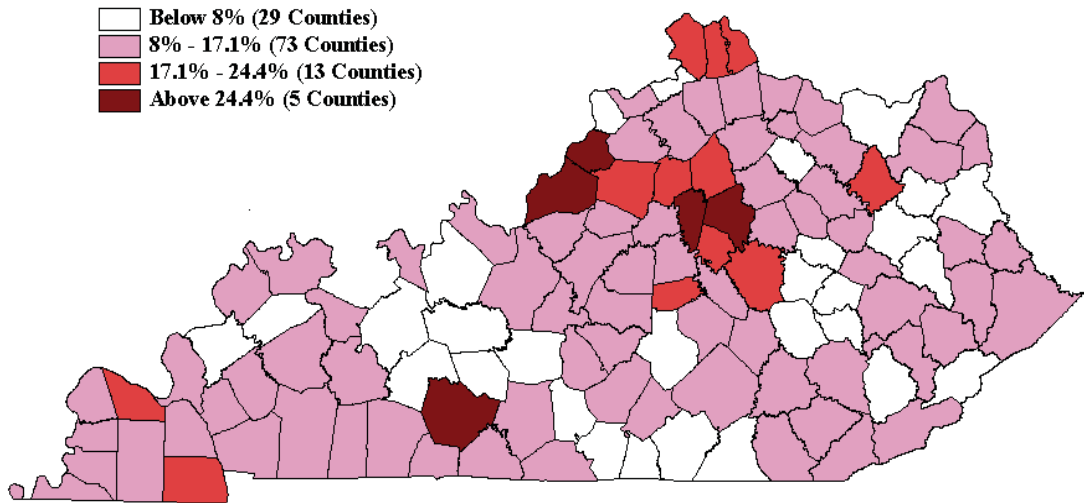 Below 8% (29 Counties)
8% - 17.1% (73 Counties)
17.1% - 24.4% (13 Counties)
Above 24.4% (5 Counties)